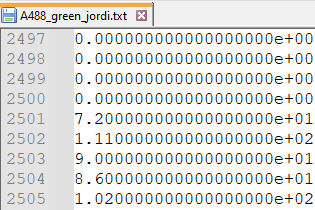 A488_green_jordi.txt
2497 0.000000000000000000e+00
2498 0.000000000000000000e+00
2499 0.000000000000000000e+00
2500 0.000000000000000000e+00
2501 7.200000000000000000e+01
2502 1.110000000000000000e+02
2503 9.000000000000000000e+01
2504 8.600000000000000000e+01
2505 1.020000000000000000e+02